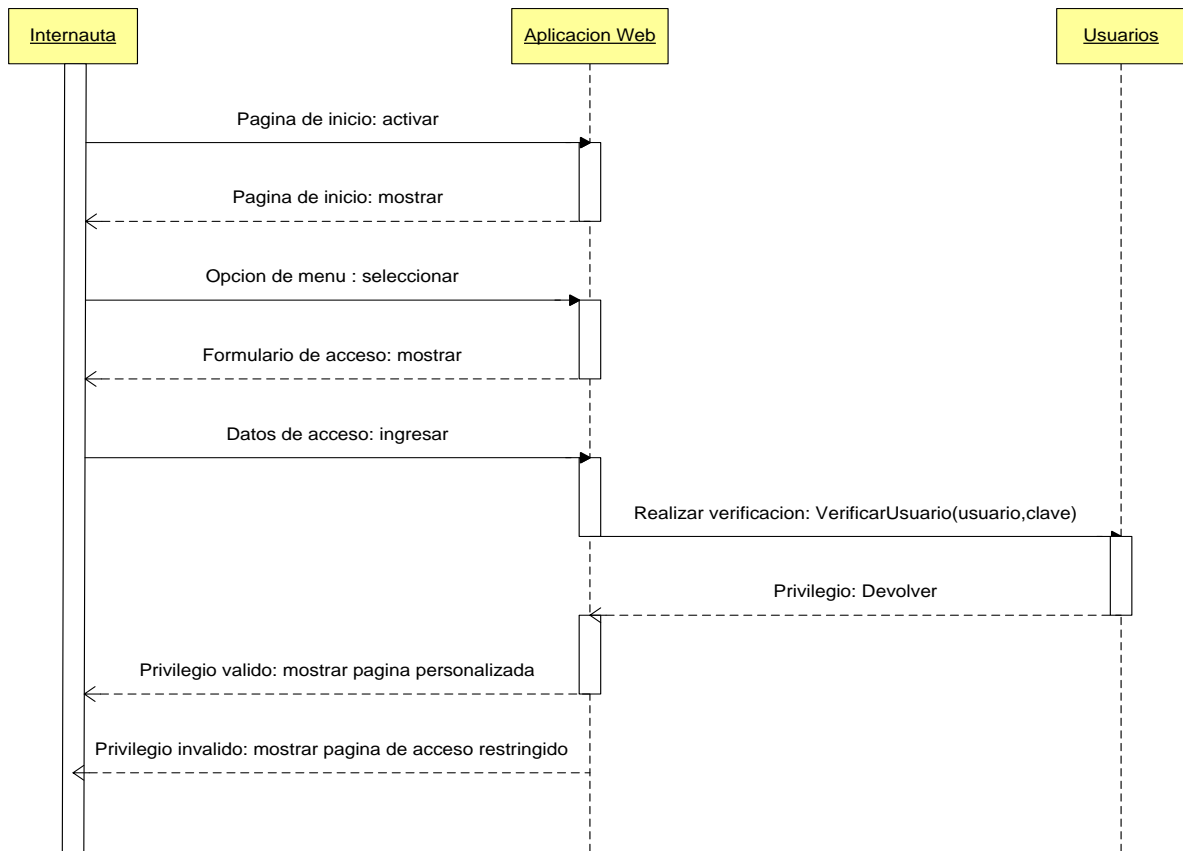 Internauta
Aplicacion Web
Usuarios
Pagina de inicio: activar
Pagina de inicio: mostrar
Opcion de menu : seleccionar
Formulario de acceso: mostrar
Datos de acceso: ingresar
Realizar verificacion: VerificarUsuario(usuario,clave)
Privilegio: Devolver
Privilegio valido: mostrar pagina personalizada
Privilegio invalido: mostrar pagina de acceso restringido